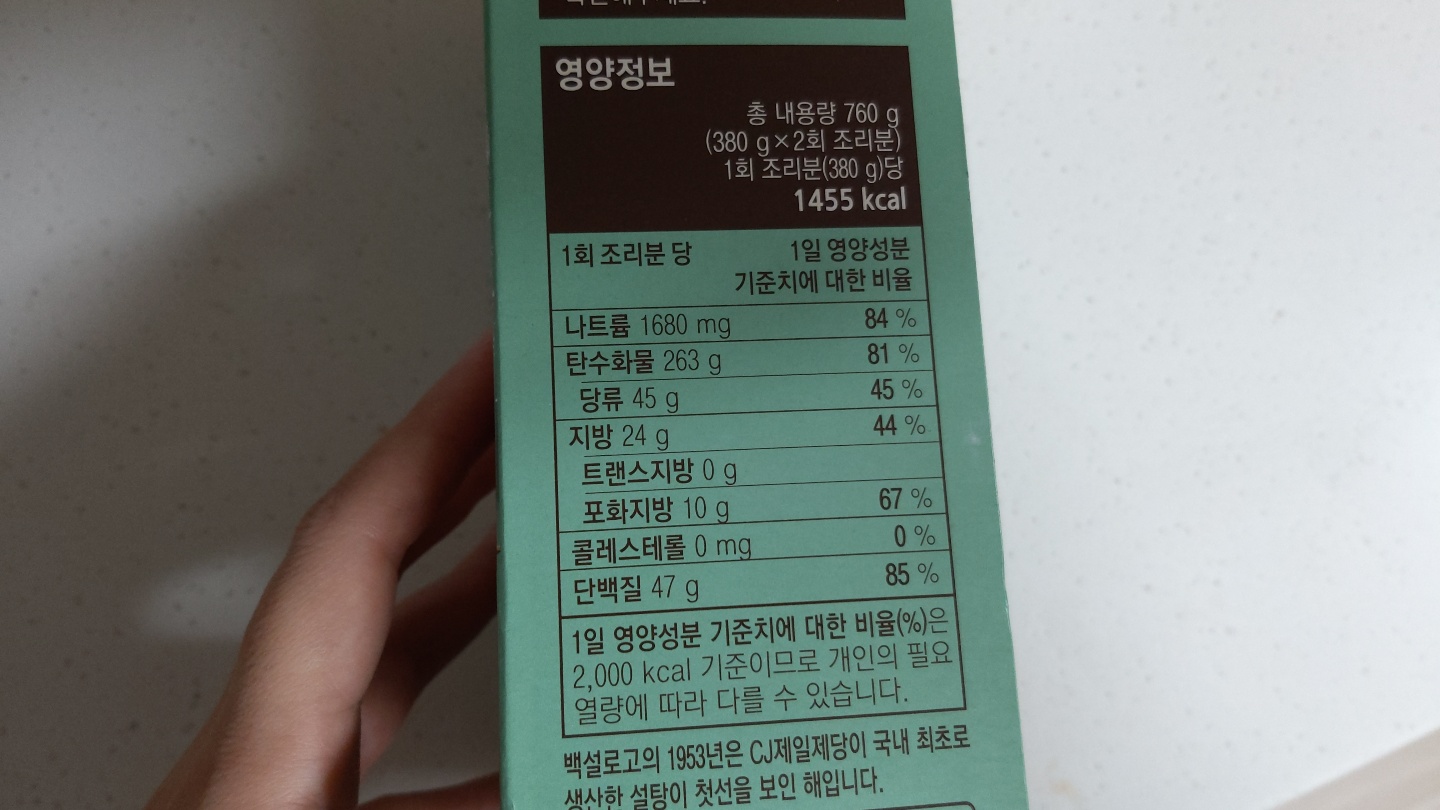 영양정보
총 내용량 760 g
(380 g×2회 조리분)
1회 조리분(380 g)당
1455 kcal
1회 조리분 당 1일 영양성분
기준치에 대한 비율
나트륨 1680 mg 84 %
탄수화물 263 g 81 %
당류 45 g 45 %
지방 24 g 44 %
트랜스지방 0 g
포화지방 10 g 67 %
콜레스테롤 0 mg 0 %
단백질 47 g 85 %
1일 영양성분 기준치에 대한 비율(%)은
2,000 kcal 기준이므로 개인의 필요
열량에 따라 다를 수 있습니다.
백설로고의 1953년은 CJ제일제당이 국내 최초로
생산한 설탕이 첫선을 보인 해입니다.